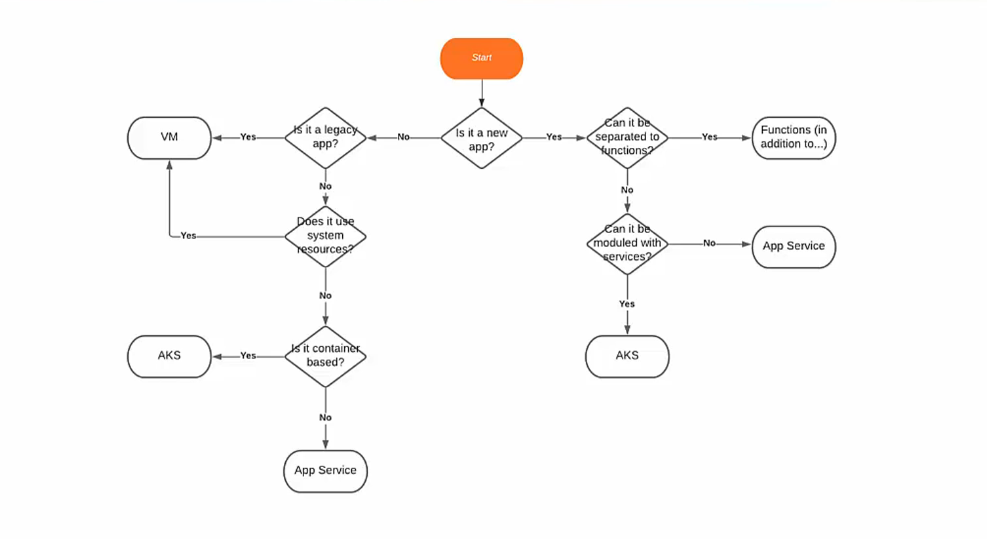 Start
VM
Yes
Is it a legacy
app?
No
Is it a new
app?
Yes
Can it be
separated to
functions?
Yes
Functions (in
addition to...)
No
No
Yes
Does it use
system
resources?
Can it be
moduled with
services?
No
App Service
No
Yes
AKS
Yes
Is it container
based?
AKS
No
App Service